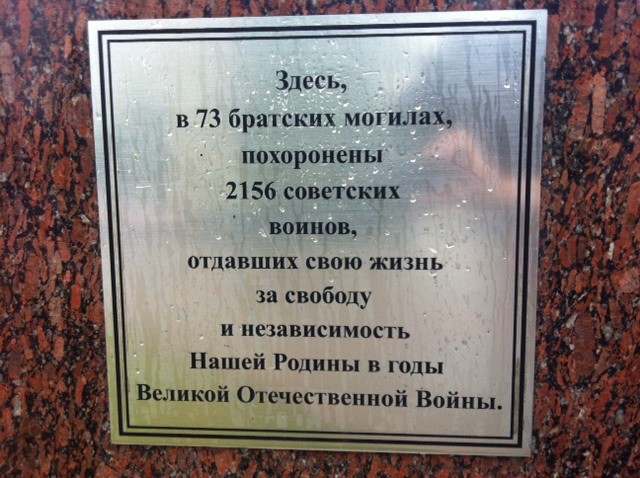 Здесь,
в 73 братских могилах,
похоронены
2156 советских
воинов,
отдавших свою жизнь
за свободу
и независимость
Нашей Родины в годы
Великой Отечественной Войны.